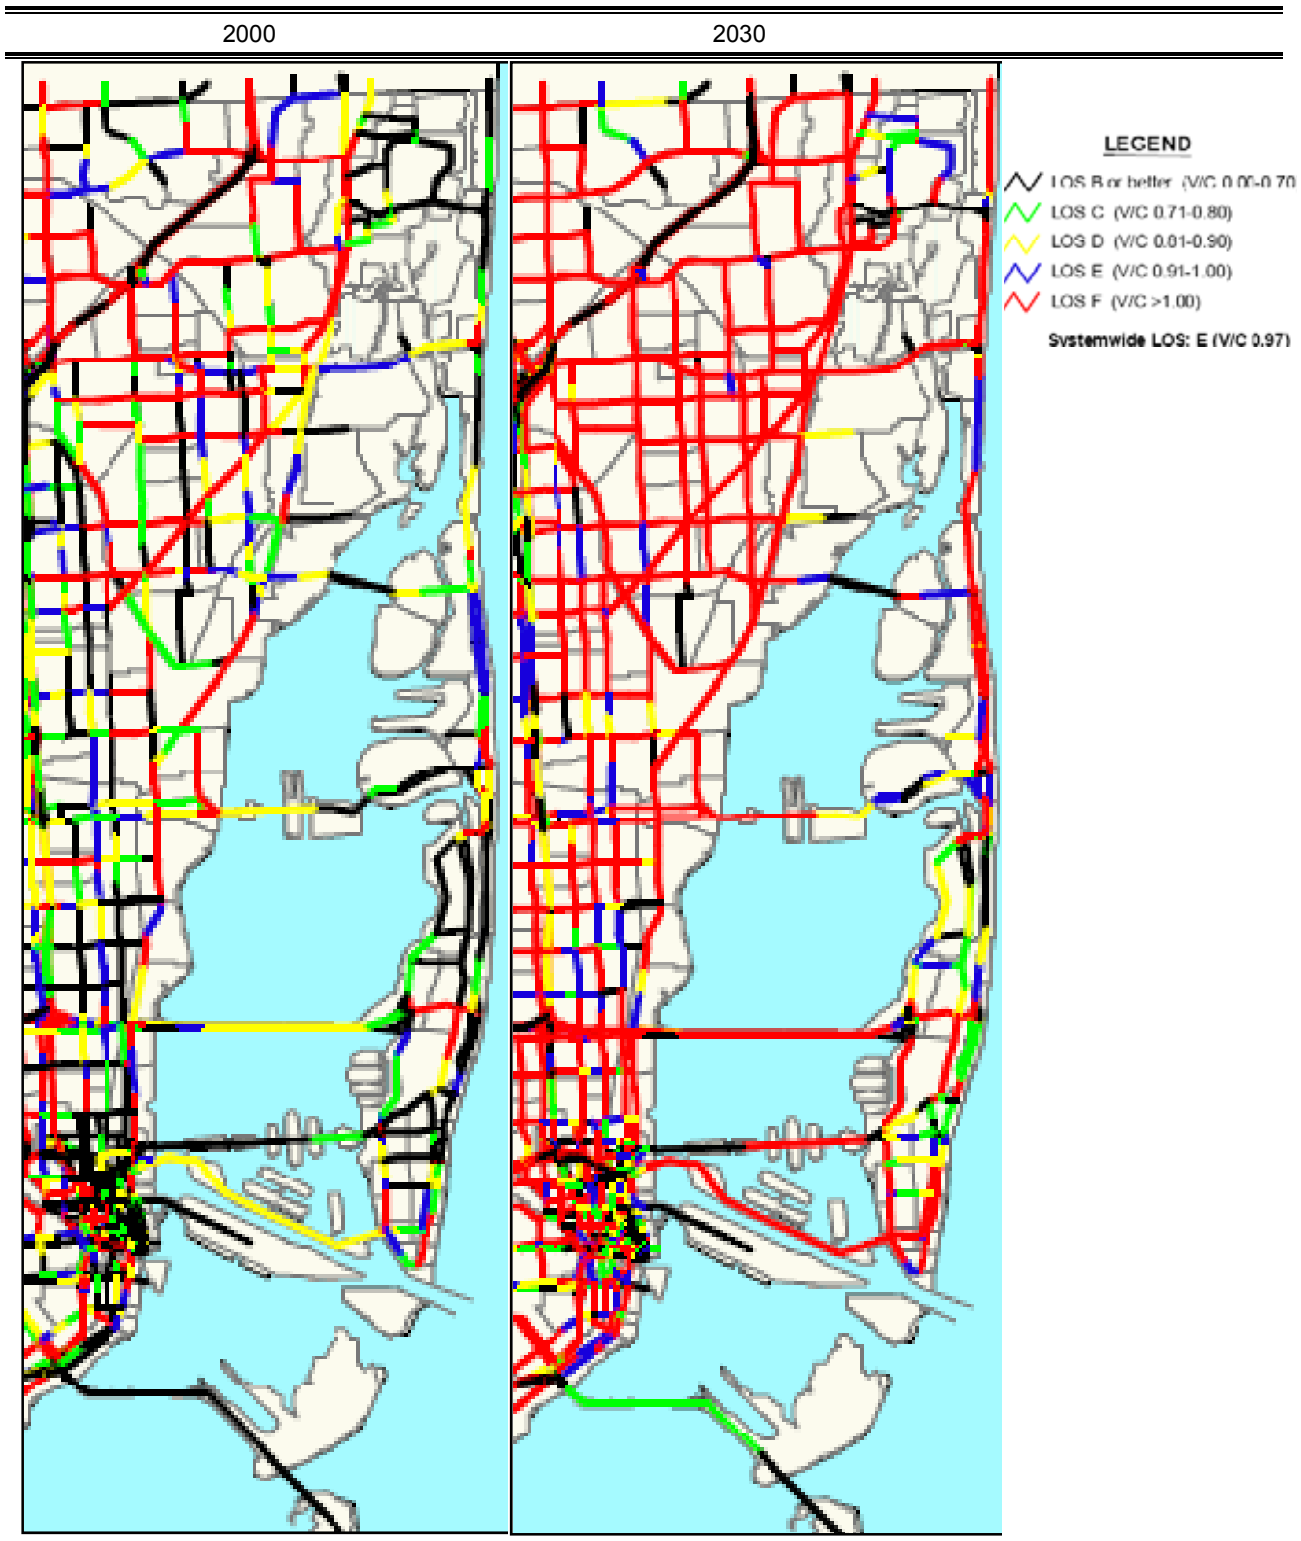 2000
2030
LEGEND
LOS B or better (V/C 0.00-0.70
LOS C (V/C 0.71-0.80)
LOS D (V/C 0.81-0.90)
LOS E (V/C 0.91-1.00)
LOS F (V/C >1.00)
Systemwide LOS: E (V/C 0.97)